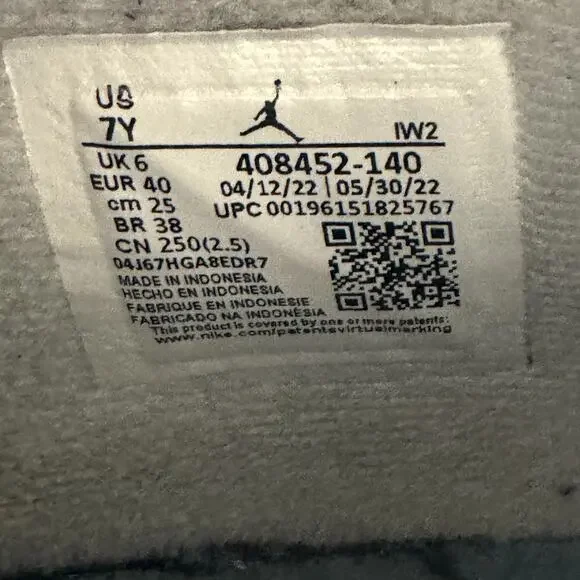 US
7Y
IW2
UK 6
408452-140
EUR 40
04/12/22 | 05/30/22
cm 25
UPC 00196151825767
BR 38
CN 250(2.5)
04J67HGA8EDR7
MADE IN INDONESIA
HECHO EN INDONESIA
FABRIQUE EN INDONESIE
FABRICADO NA INDONÉSIA
This product is covered by one or more patents:
www.nike.com/patentsvirtualmarking